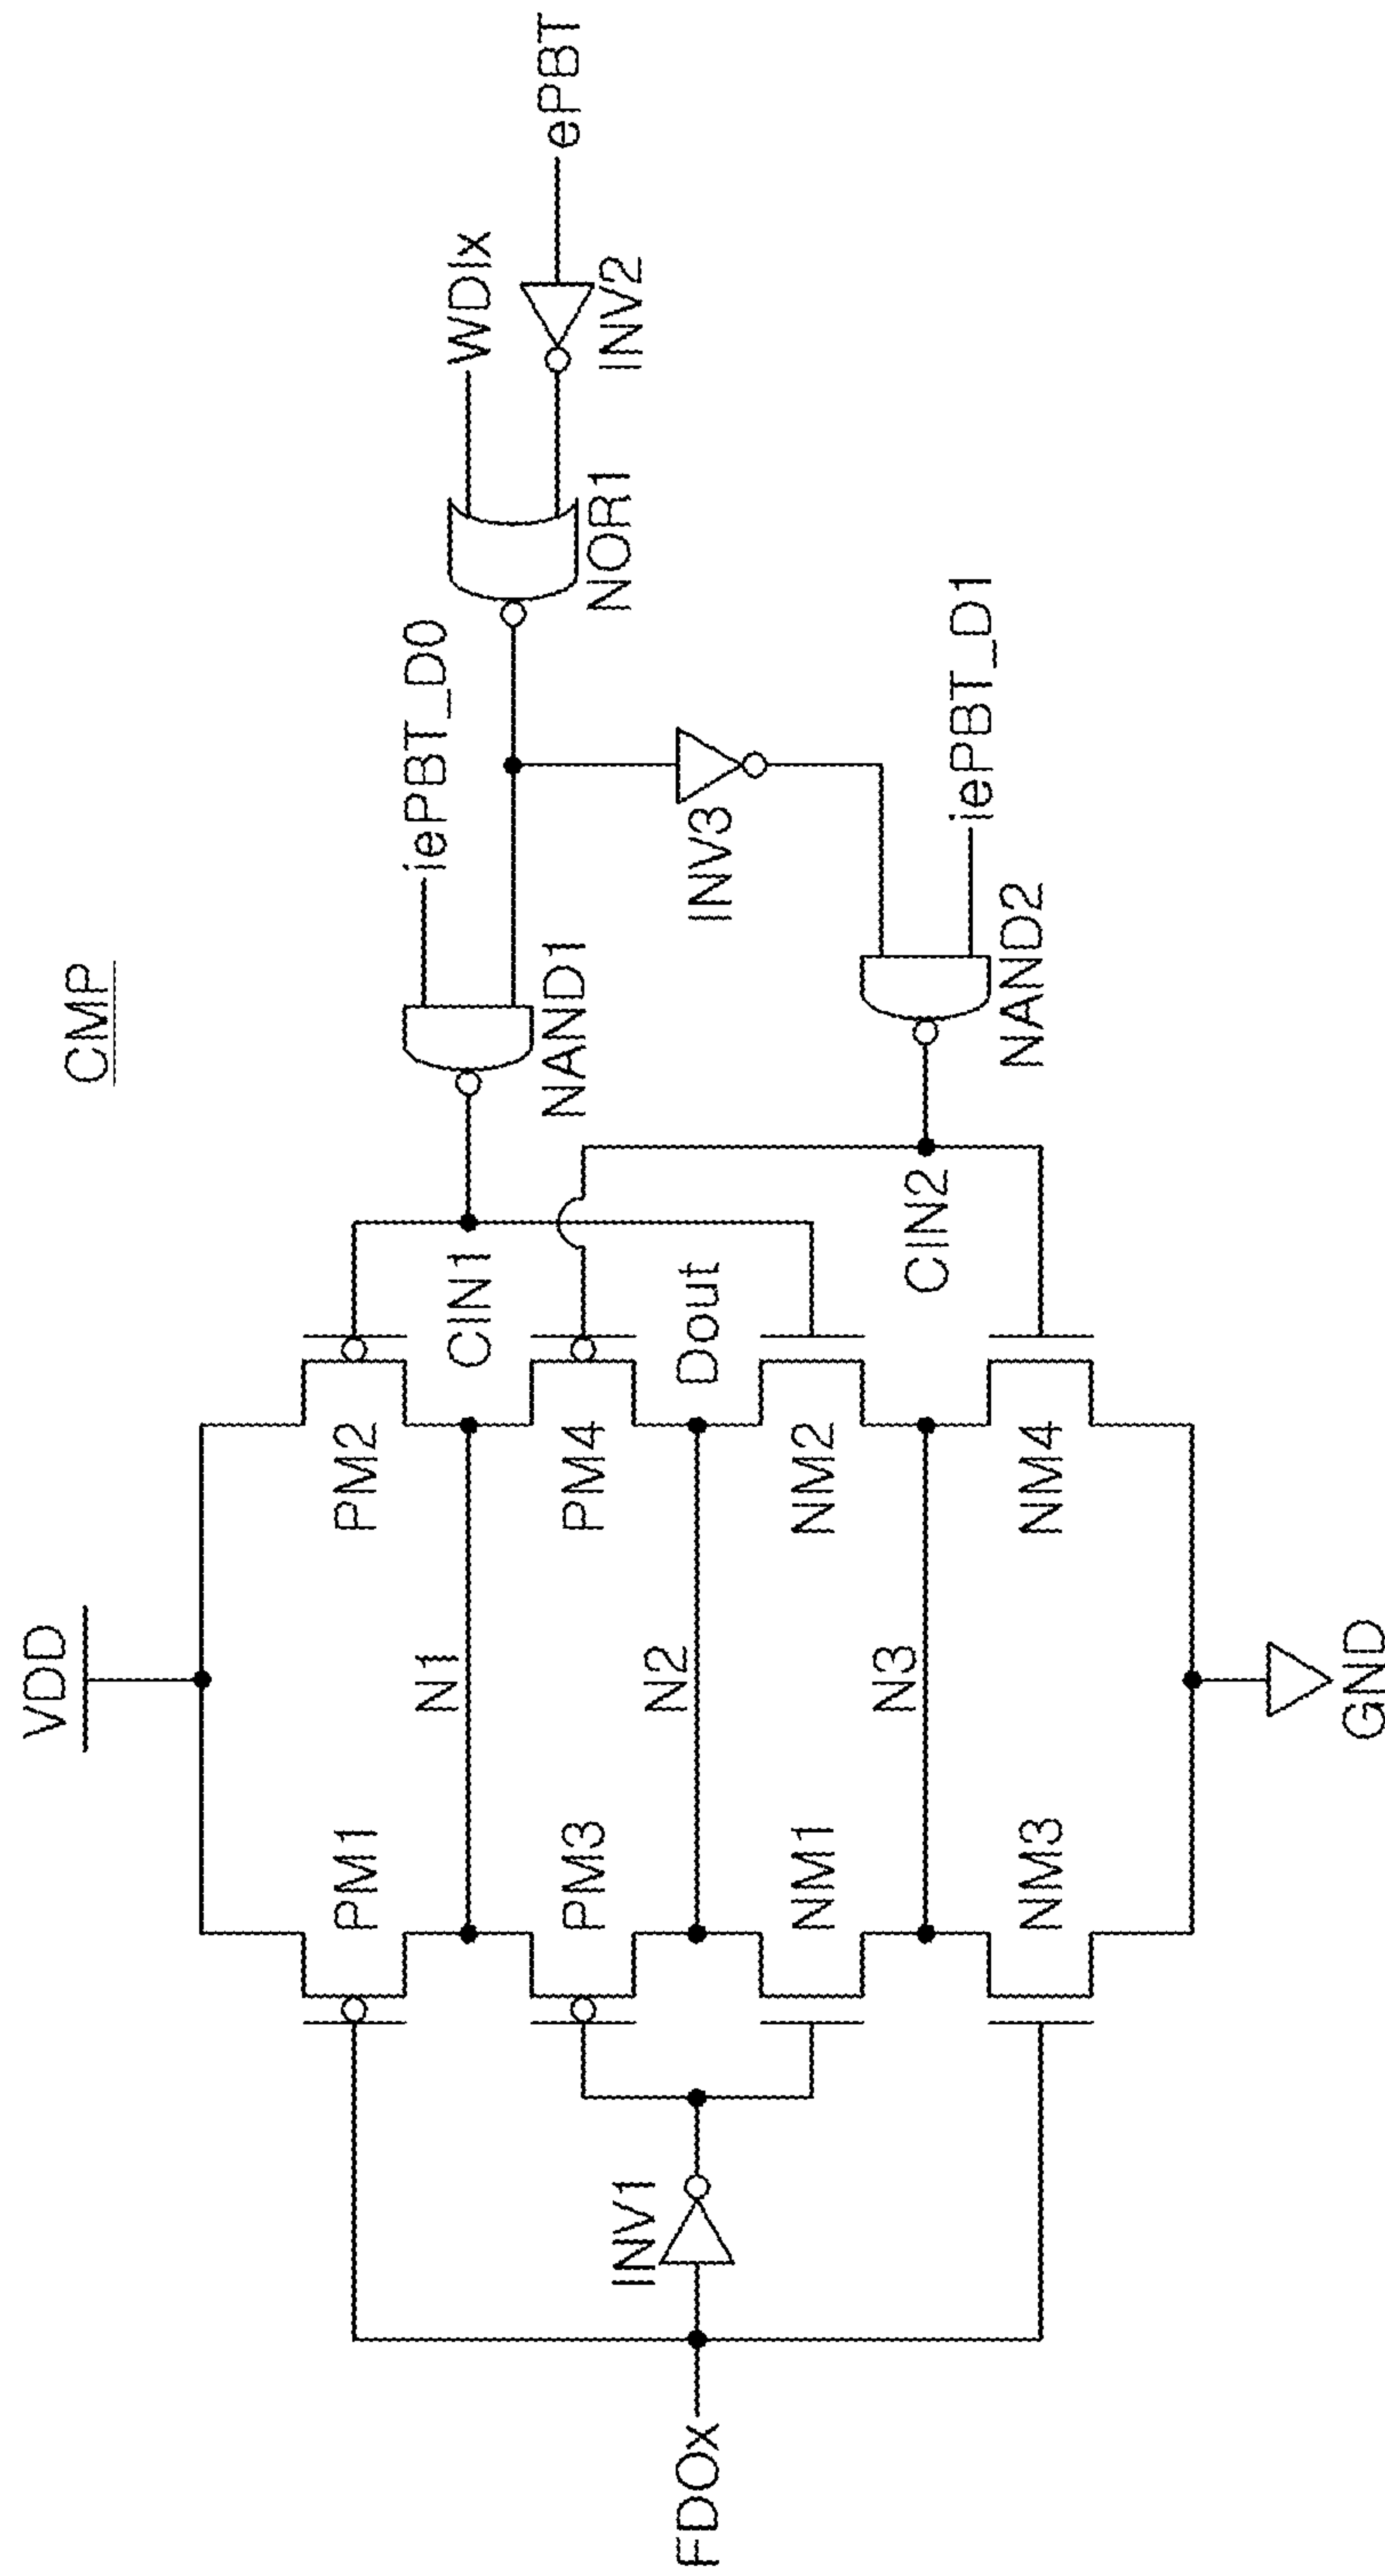 CMP
VDD
PM1
PM2
N1
CIN1
iePBT_D0
WDIx
ePBT
INV2
NOR1
NAND1
PM3
PM4
INV1
N2
Dout
INV3
FDOx
NM1
NM2
N3
CIN2
iePBT_D1
NAND2
NM3
NM4
GND